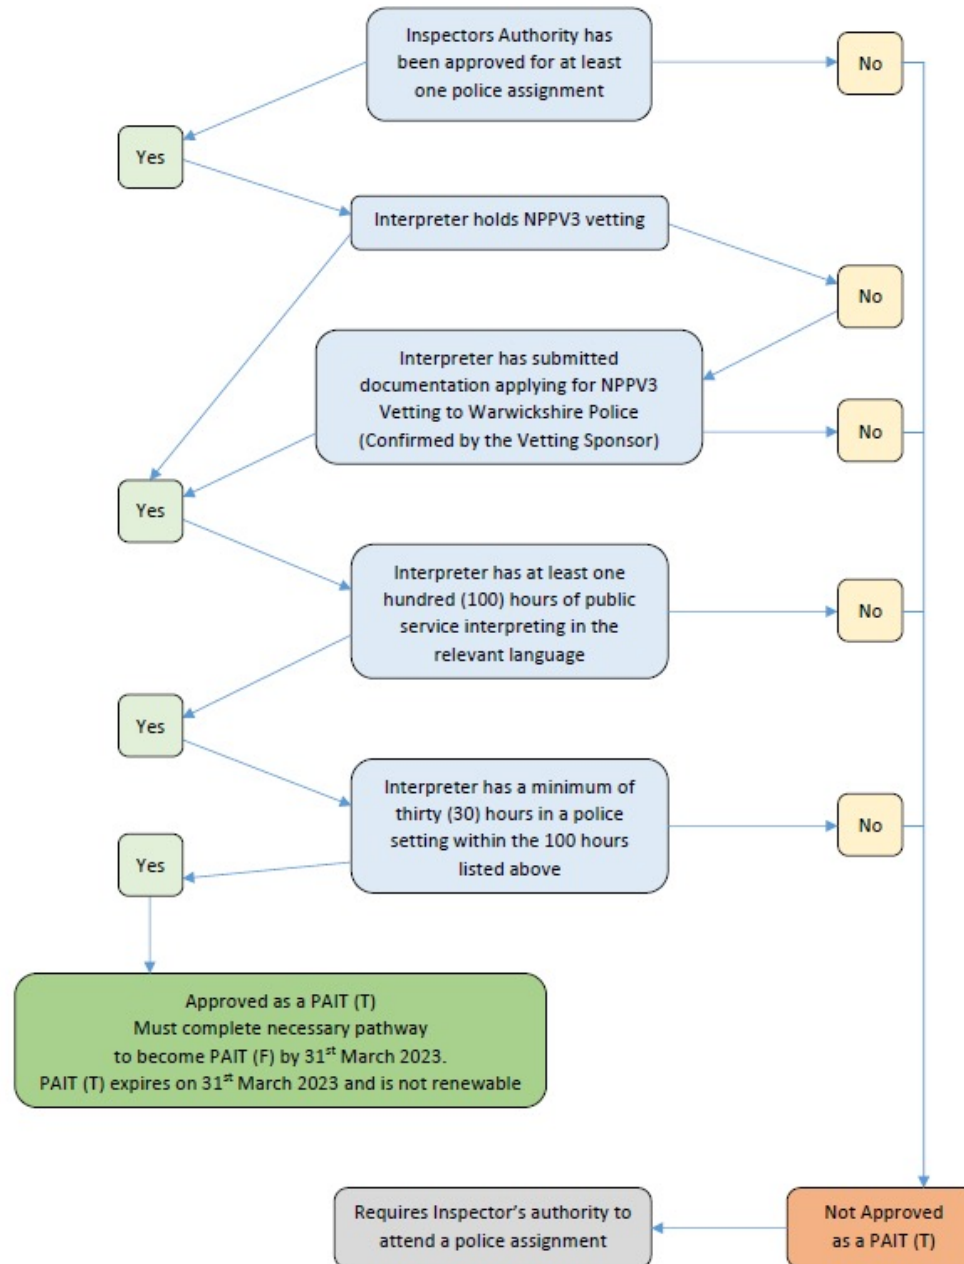 Inspectors Authority has
been approved for at least
one police assignment
No
Yes
Interpreter holds NPPV3 vetting
No
Interpreter has submitted
documentation applying for NPPV3
Vetting to Warwickshire Police
(Confirmed by the Vetting Sponsor)
No
Yes
Interpreter has at least one
hundred (100) hours of public
service interpreting in the
relevant language
No
Yes
Interpreter has a minimum of
thirty (30) hours in a police
setting within the 100 hours
listed above
No
Yes
Approved as a PAIT (T)
Must complete necessary pathway
to become PAIT (F) by 31st March 2023.
PAIT (T) expires on 31st March 2023 and is not renewable
Requires Inspector’s authority to
attend a police assignment
Not Approved
as a PAIT (T)